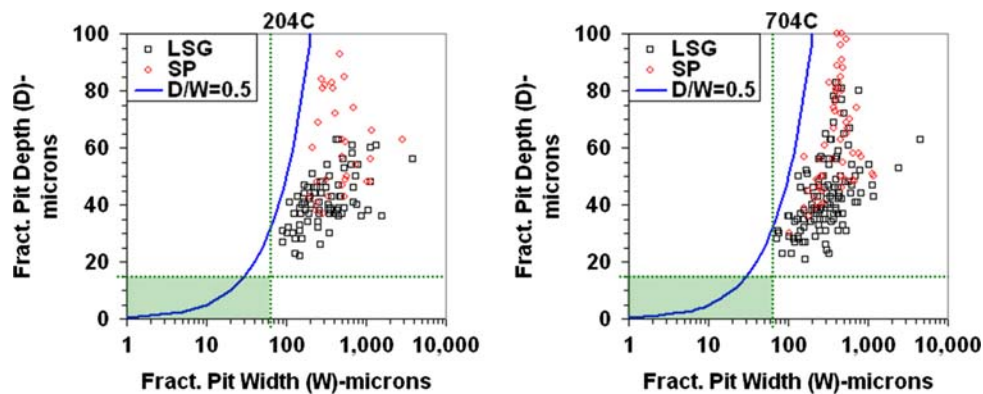 204C
100
80
60
40
20
0
Fract. Pit Depth (D)-
microns
LSG
SP
D/W=0.5
1 10 100 1,000 10,000
Fract. Pit Width (W)-microns
704C
100
80
60
40
20
0
Fract. Pit Depth (D)-
microns
LSG
SP
D/W=0.5
1 10 100 1,000 10,000
Fract. Pit Width (W)-microns